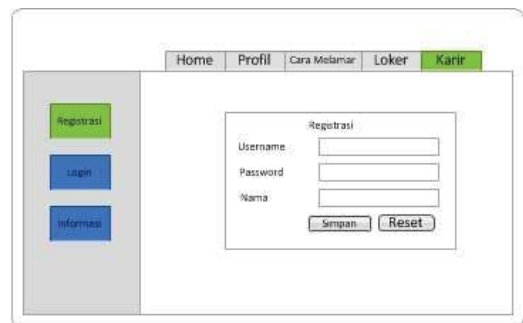 Home Profil Cara Melamar Loker Karir
Registrasi
Login
Informasi
Registrasi
Username
Password
Nama
Simpan Reset